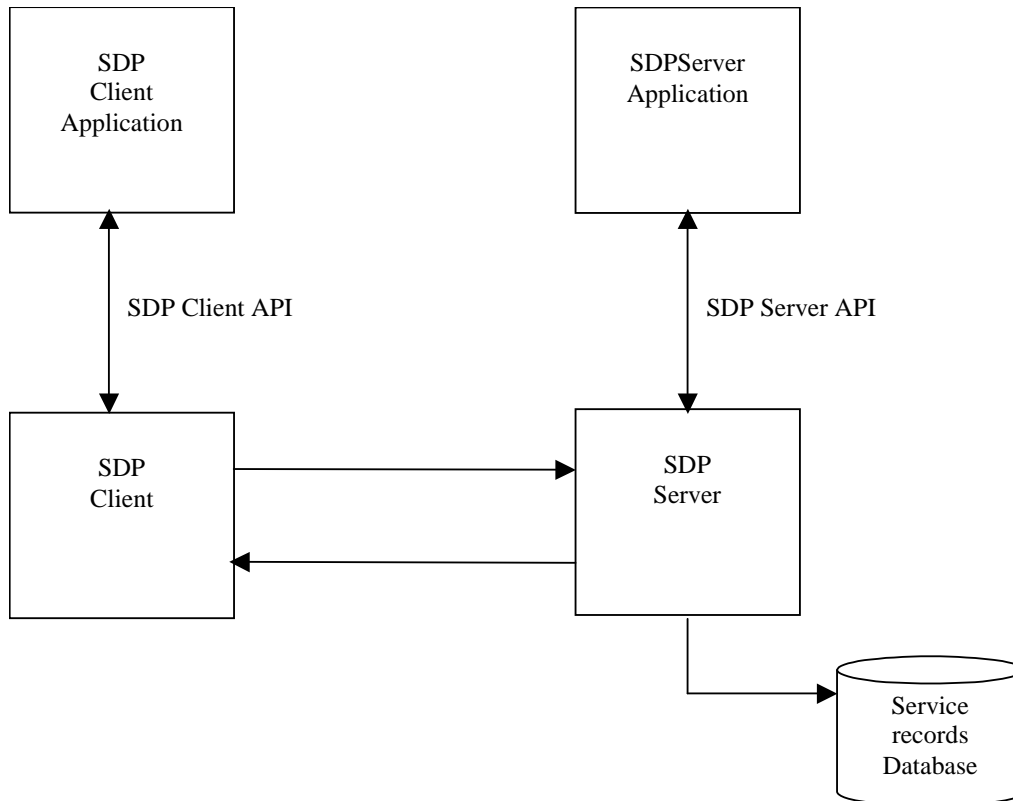 SDP
Client
Application
SDPServer
Application
SDP Client API
SDP Server API
SDP
Client
SDP
Server
Service
records
Database